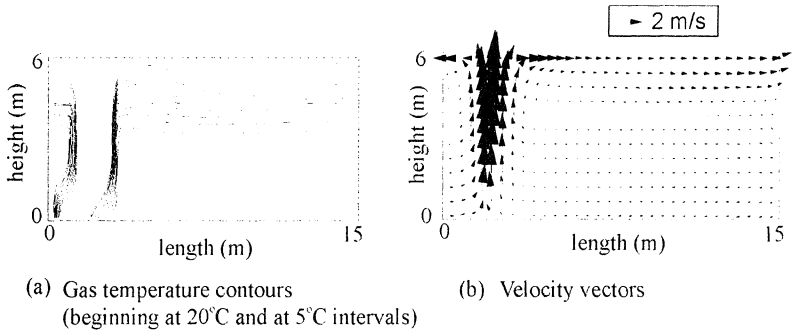 2 m/s
6
height (m)
0
0
15
length (m)
6
height (m)
0
0
15
length (m)
(a) Gas temperature contours
(beginning at 20°C and at 5°C intervals)
(b) Velocity vectors